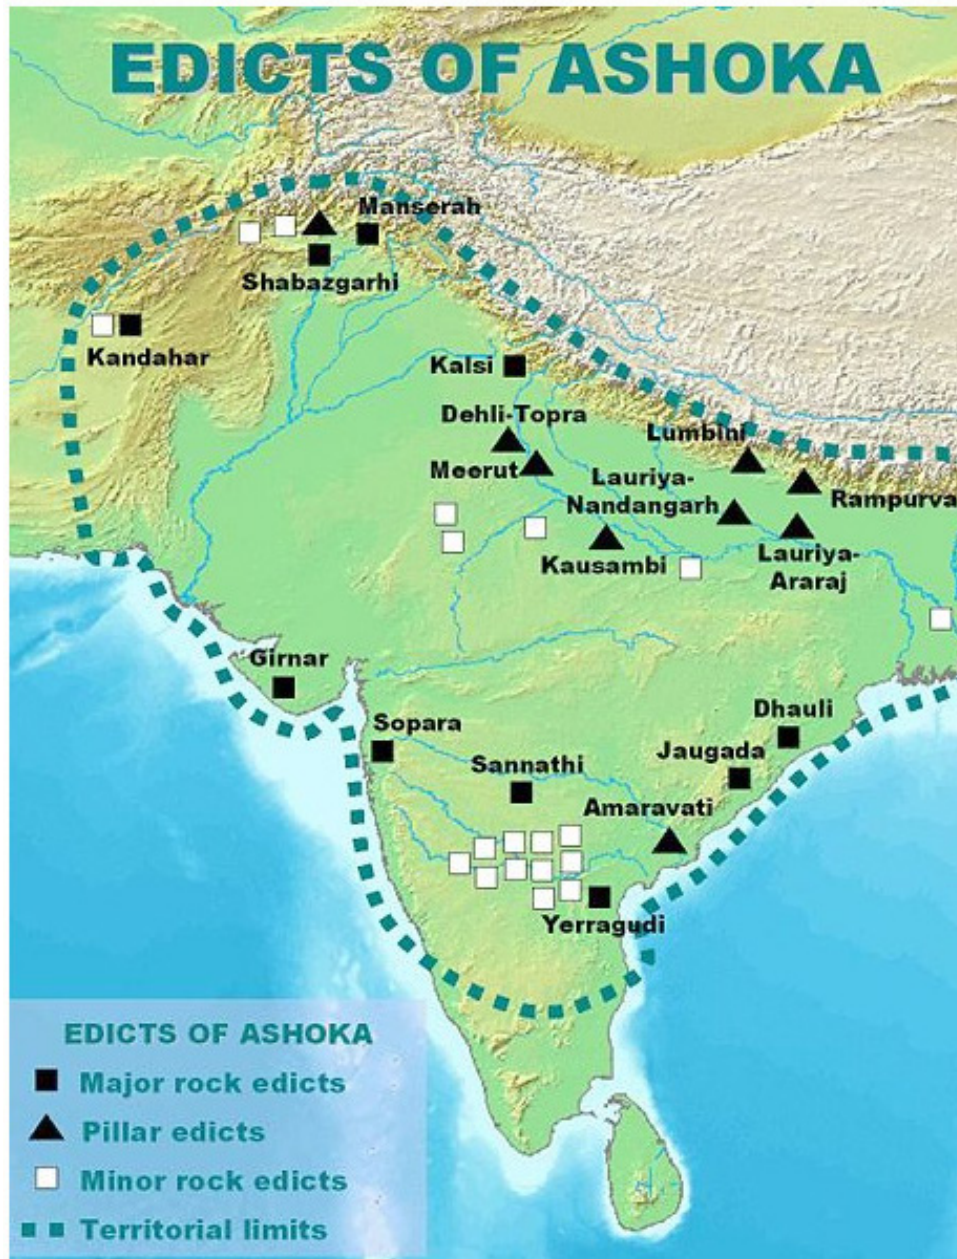 EDICTS OF ASHOKA
Manserah
Shabazgarhi
Kandahar
Kalsi
Dehli-Topra
Lumbini
Meerut
Lauriya-
Nandangarh
Rampurva
Kausambi
Lauriya-
Araraj
Girnar
Sopara
Dhauli
Jaugada
Sannathi
Amaravati
Yerragudi
EDICTS OF ASHOKA
Major rock edicts
Pillar edicts
Minor rock edicts
Territorial limits